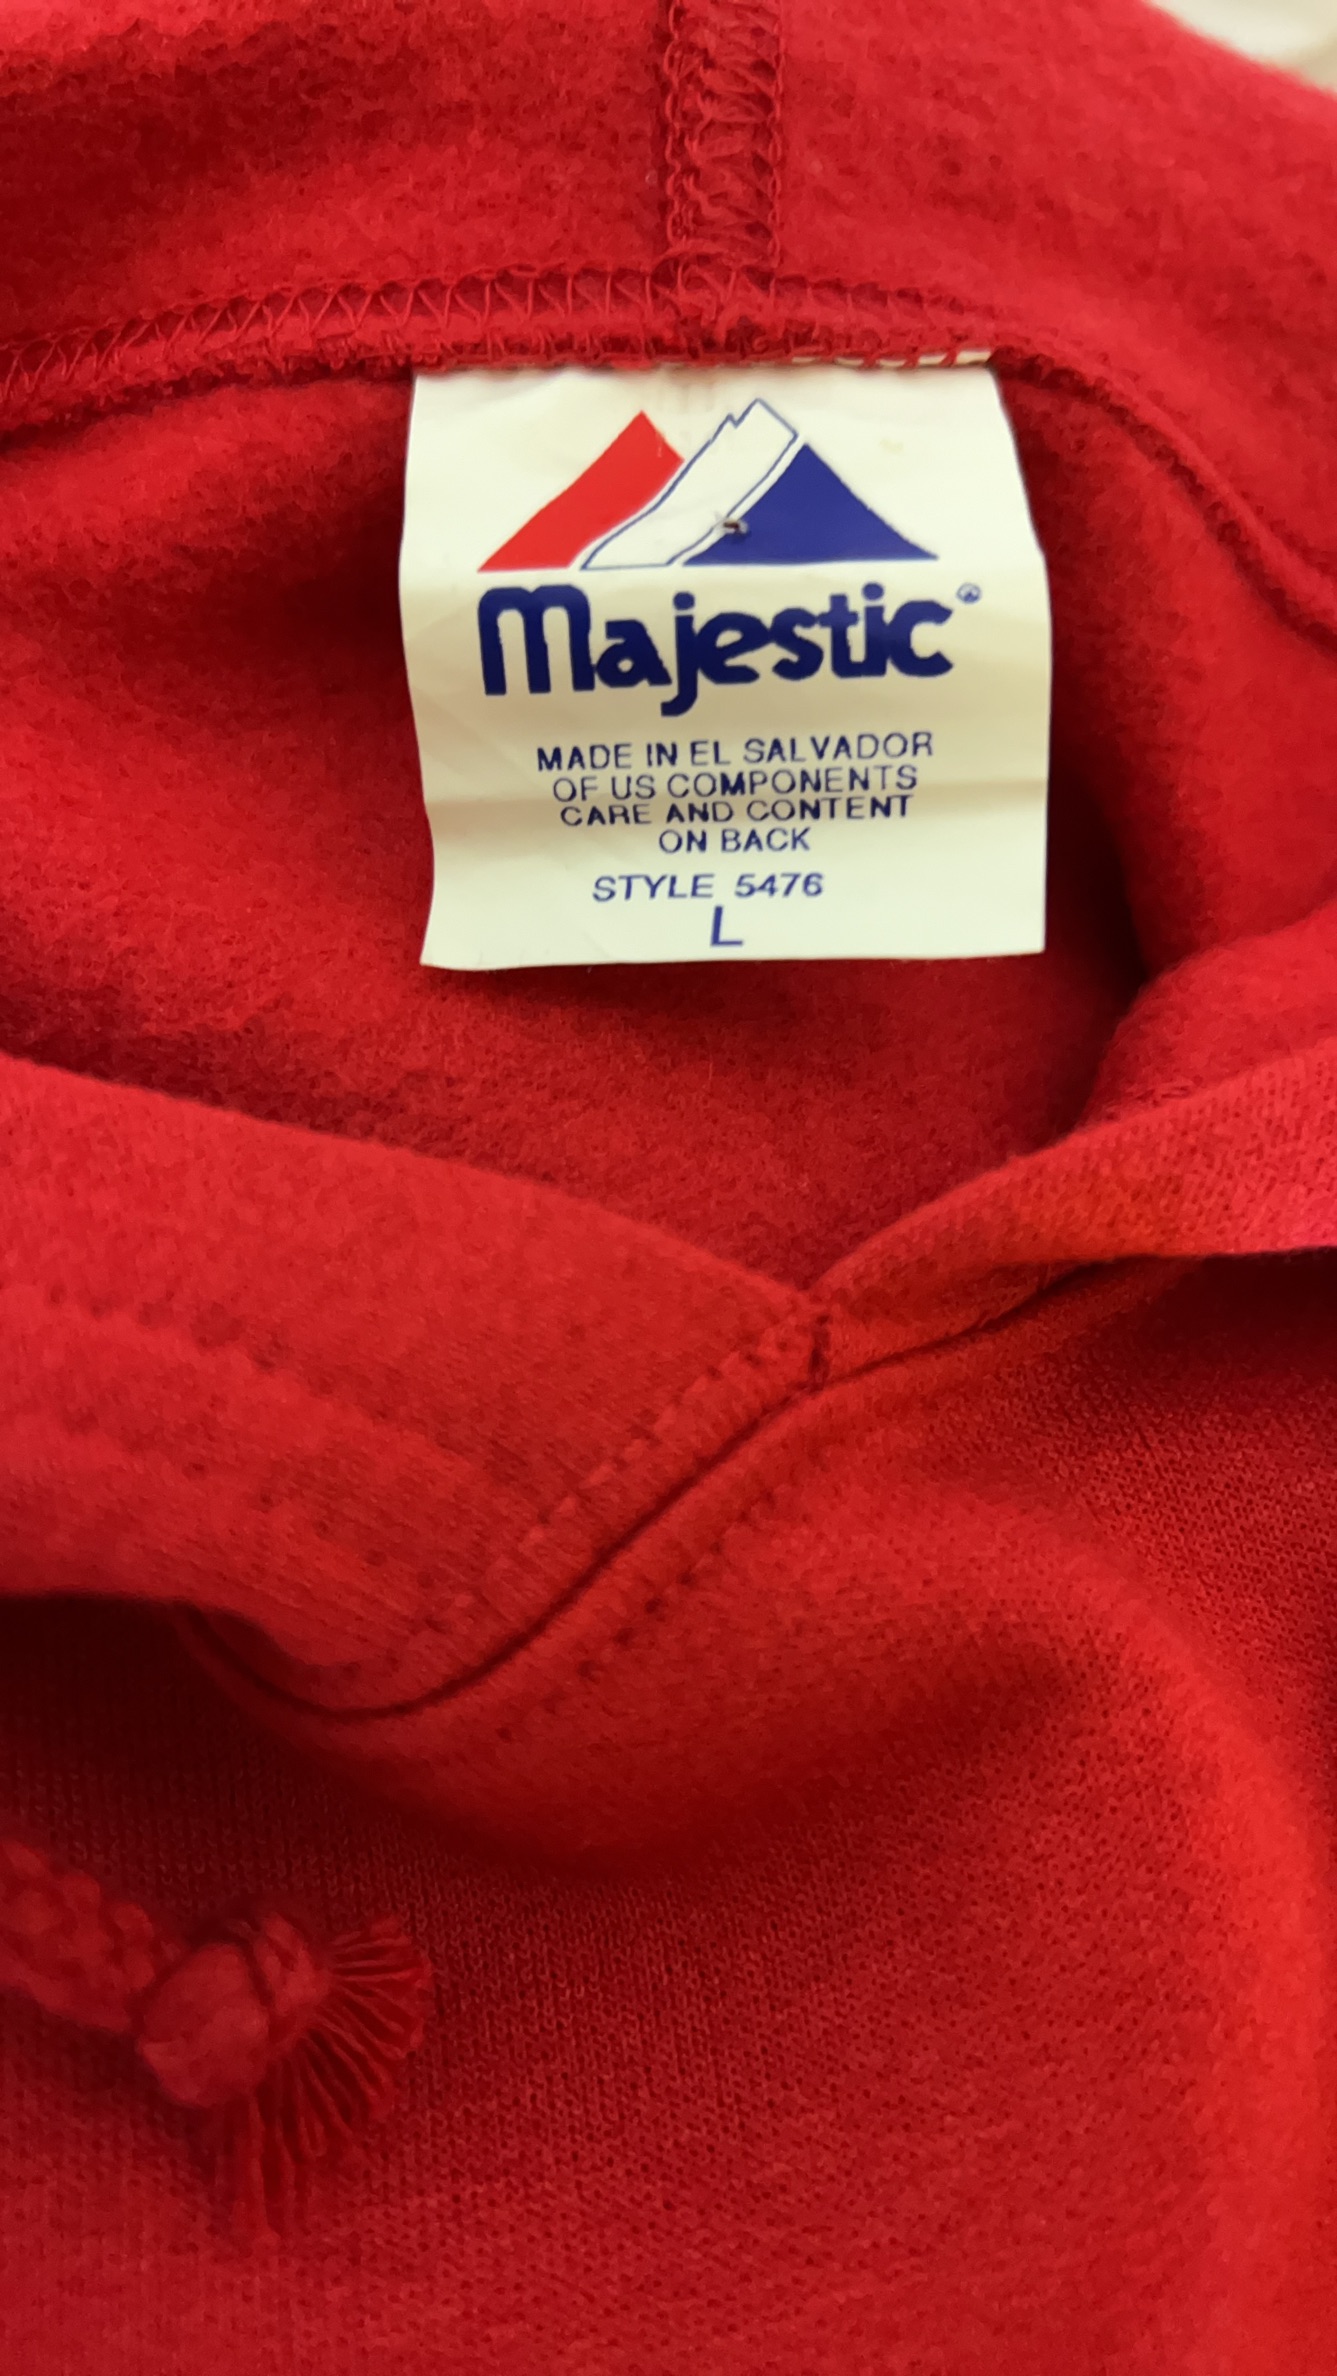 Majestic®
MADE IN EL SALVADOR
OF US COMPONENTS
CARE AND CONTENT
ON BACK
STYLE 5476
L